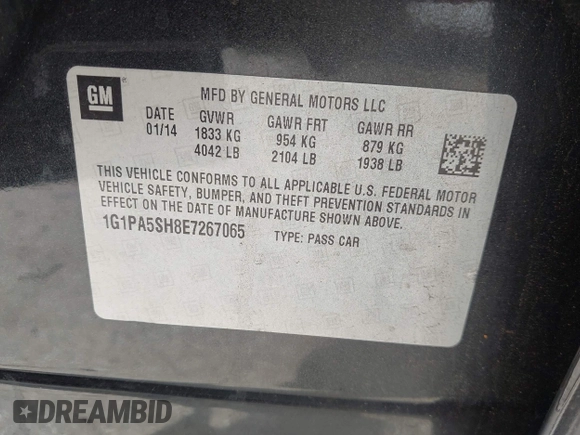 GM
MFD BY GENERAL MOTORS LLC
DATE GVWR GAWR FRT GAWR RR
01/14 1833 KG 954 KG 879 KG
4042 LB 2104 LB 1938 LB
THIS VEHICLE CONFORMS TO ALL APPLICABLE U.S. FEDERAL MOTOR
VEHICLE SAFETY, BUMPER, AND THEFT PREVENTION STANDARDS IN
EFFECT ON THE DATE OF MANUFACTURE SHOWN ABOVE.
1G1PA5SH8E7267065 TYPE: PASS CAR
DREAMBID